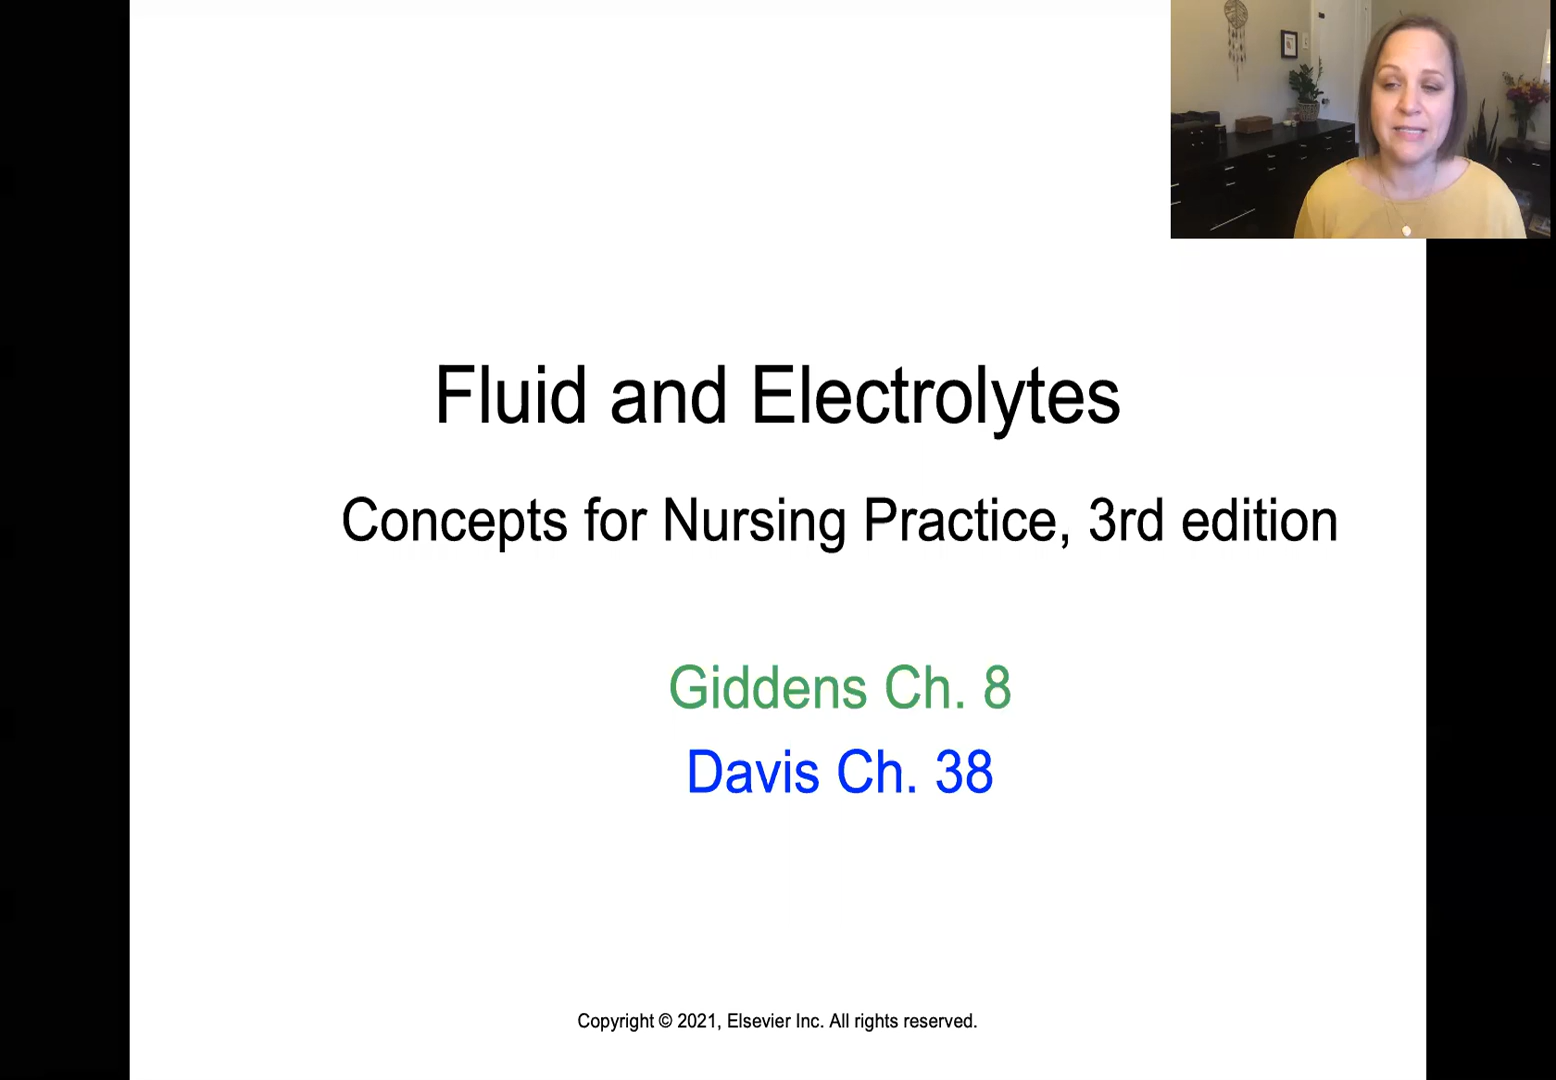 Fluid and Electrolytes
Concepts for Nursing Practice, 3rd edition
Giddens Ch. 8
Davis Ch. 38
Copyright © 2021, Elsevier Inc. All rights reserved.